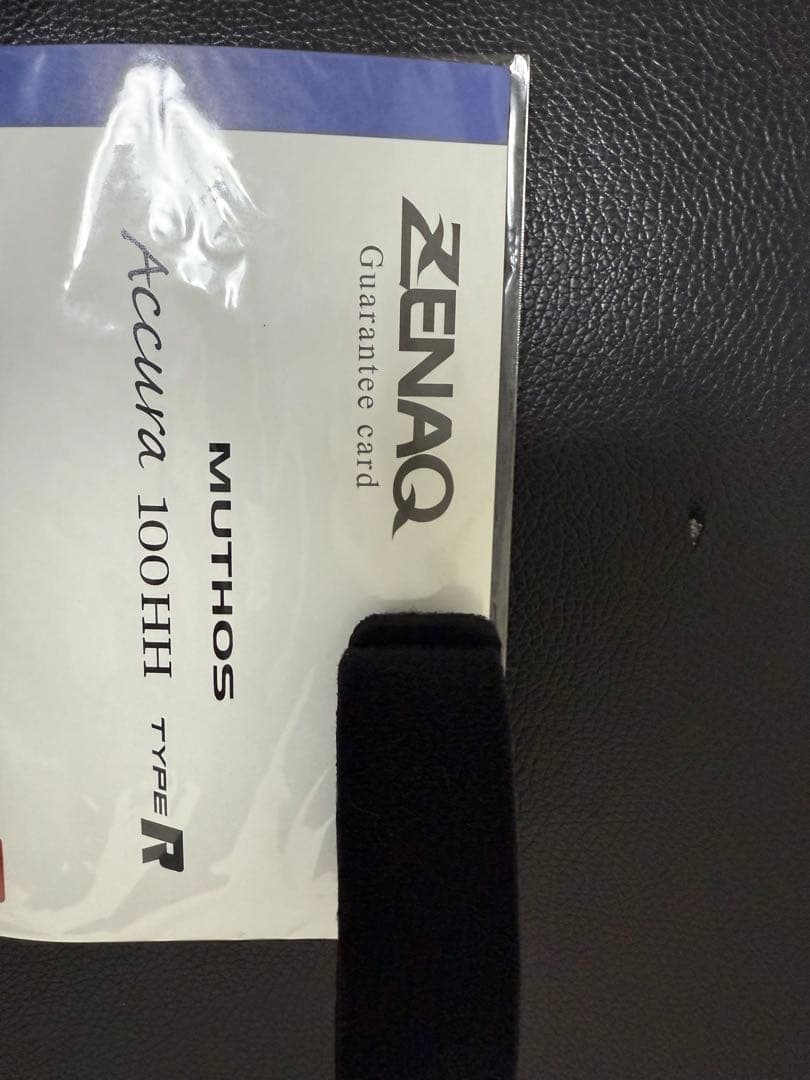 ZENAQ
Guarantee card
MUTHOS
Accura 100HH TYPE R